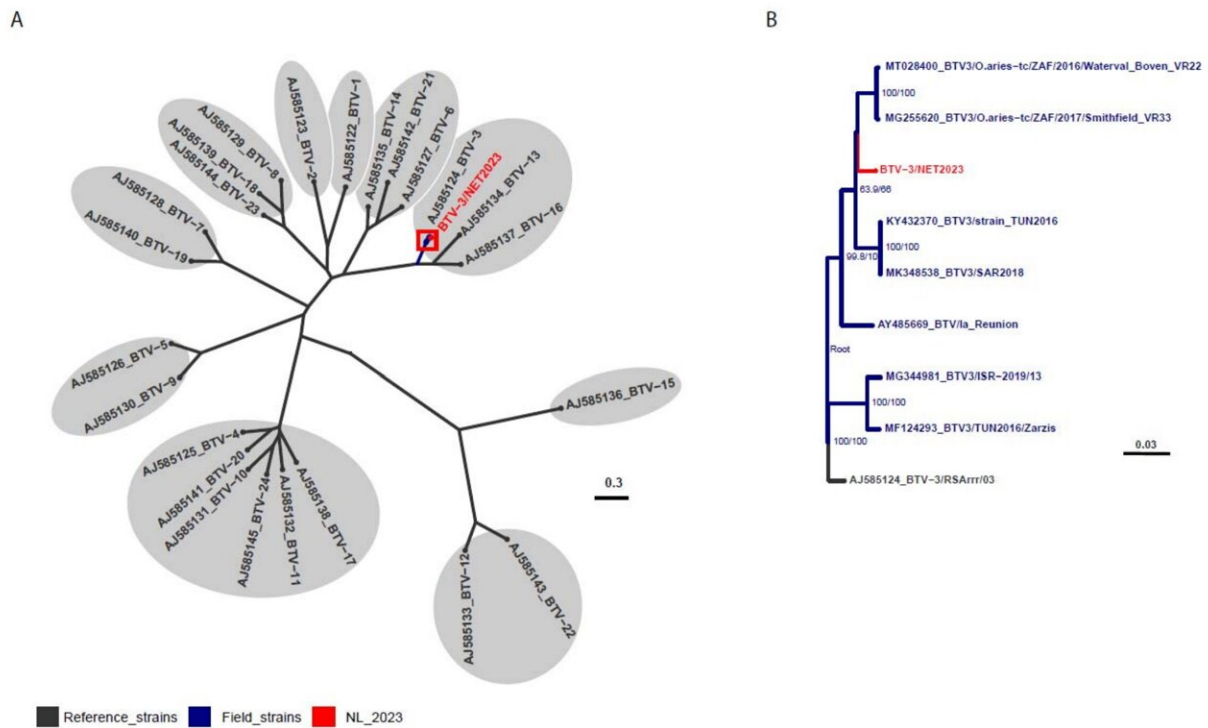 A
AJ585122_BTV-1
AJ585123_BTV-2
AJ585135_BTV-14
AJ585142_BTV-21
AJ585127_BTV-6
AJ585129_BTV-8
AJ585139_BTV-18
AJ585144_BTV-23
AJ585124_BTV-3
BTV-3/NET2023
AJ585134_BTV-13
AJ585137_BTV-16
AJ585128_BTV-7
AJ585140_BTV-19
AJ585126_BTV-5
AJ585130_BTV-9
AJ585136_BTV-15
AJ585125_BTV-4
AJ585141_BTV-20
AJ585131_BTV-10
AJ585145_BTV-24
AJ585132_BTV-11
AJ585138_BTV-17
0.3
AJ585133_BTV-12
AJ585143_BTV-22
Reference_strains Field_strains NL_2023
B
MT028400_BTV3/O.aries-tc/ZAF/2016/Waterval_Boven_VR22
100/100
MG255620_BTV3/O.aries-tc/ZAF/2017/Smithfield_VR33
BTV-3/NET2023
63.9/66
KY432370_BTV3/strain_TUN2016
100/100
99.8/10
MK348538_BTV3/SAR2018
AY485669_BTV/la_Reunion
Root
MG344981_BTV3/ISR-2019/13
100/100
MF124293_BTV3/TUN2016/Zarzis
100/100
0.03
AJ585124_BTV-3/RSArrr/03